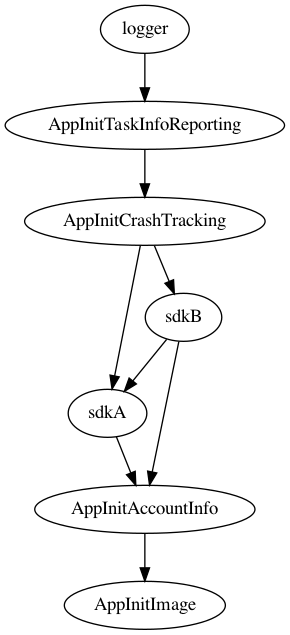 logger
AppInitTaskInfoReporting
AppInitCrashTracking
sdkB
sdkA
AppInitAccountInfo
AppInitImage